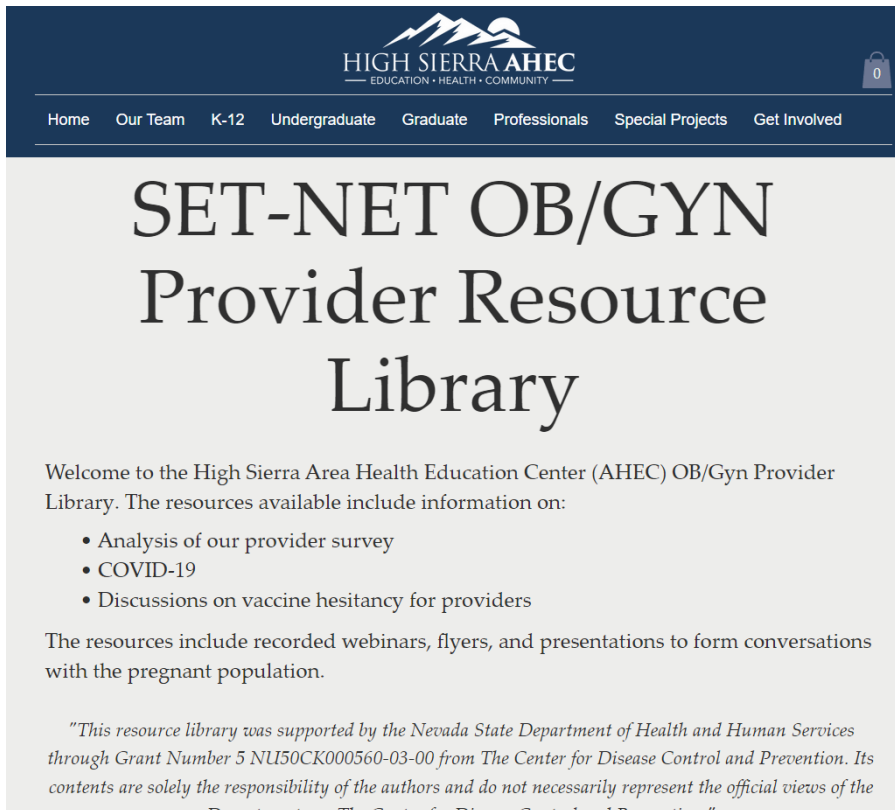 HIGH SIERRA AHEC
EDUCATION • HEALTH • COMMUNITY
0
Home Our Team K-12 Undergraduate Graduate Professionals Special Projects Get Involved
SET-NET OB/GYN
Provider Resource
Library
Welcome to the High Sierra Area Health Education Center (AHEC) OB/Gyn Provider
Library. The resources available include information on:
• Analysis of our provider survey
• COVID-19
• Discussions on vaccine hesitancy for providers
The resources include recorded webinars, flyers, and presentations to form conversations
with the pregnant population.
"This resource library was supported by the Nevada State Department of Health and Human Services
through Grant Number 5 NU50CK000560-03-00 from The Center for Disease Control and Prevention. Its
contents are solely the responsibility of the authors and do not necessarily represent the official views of the